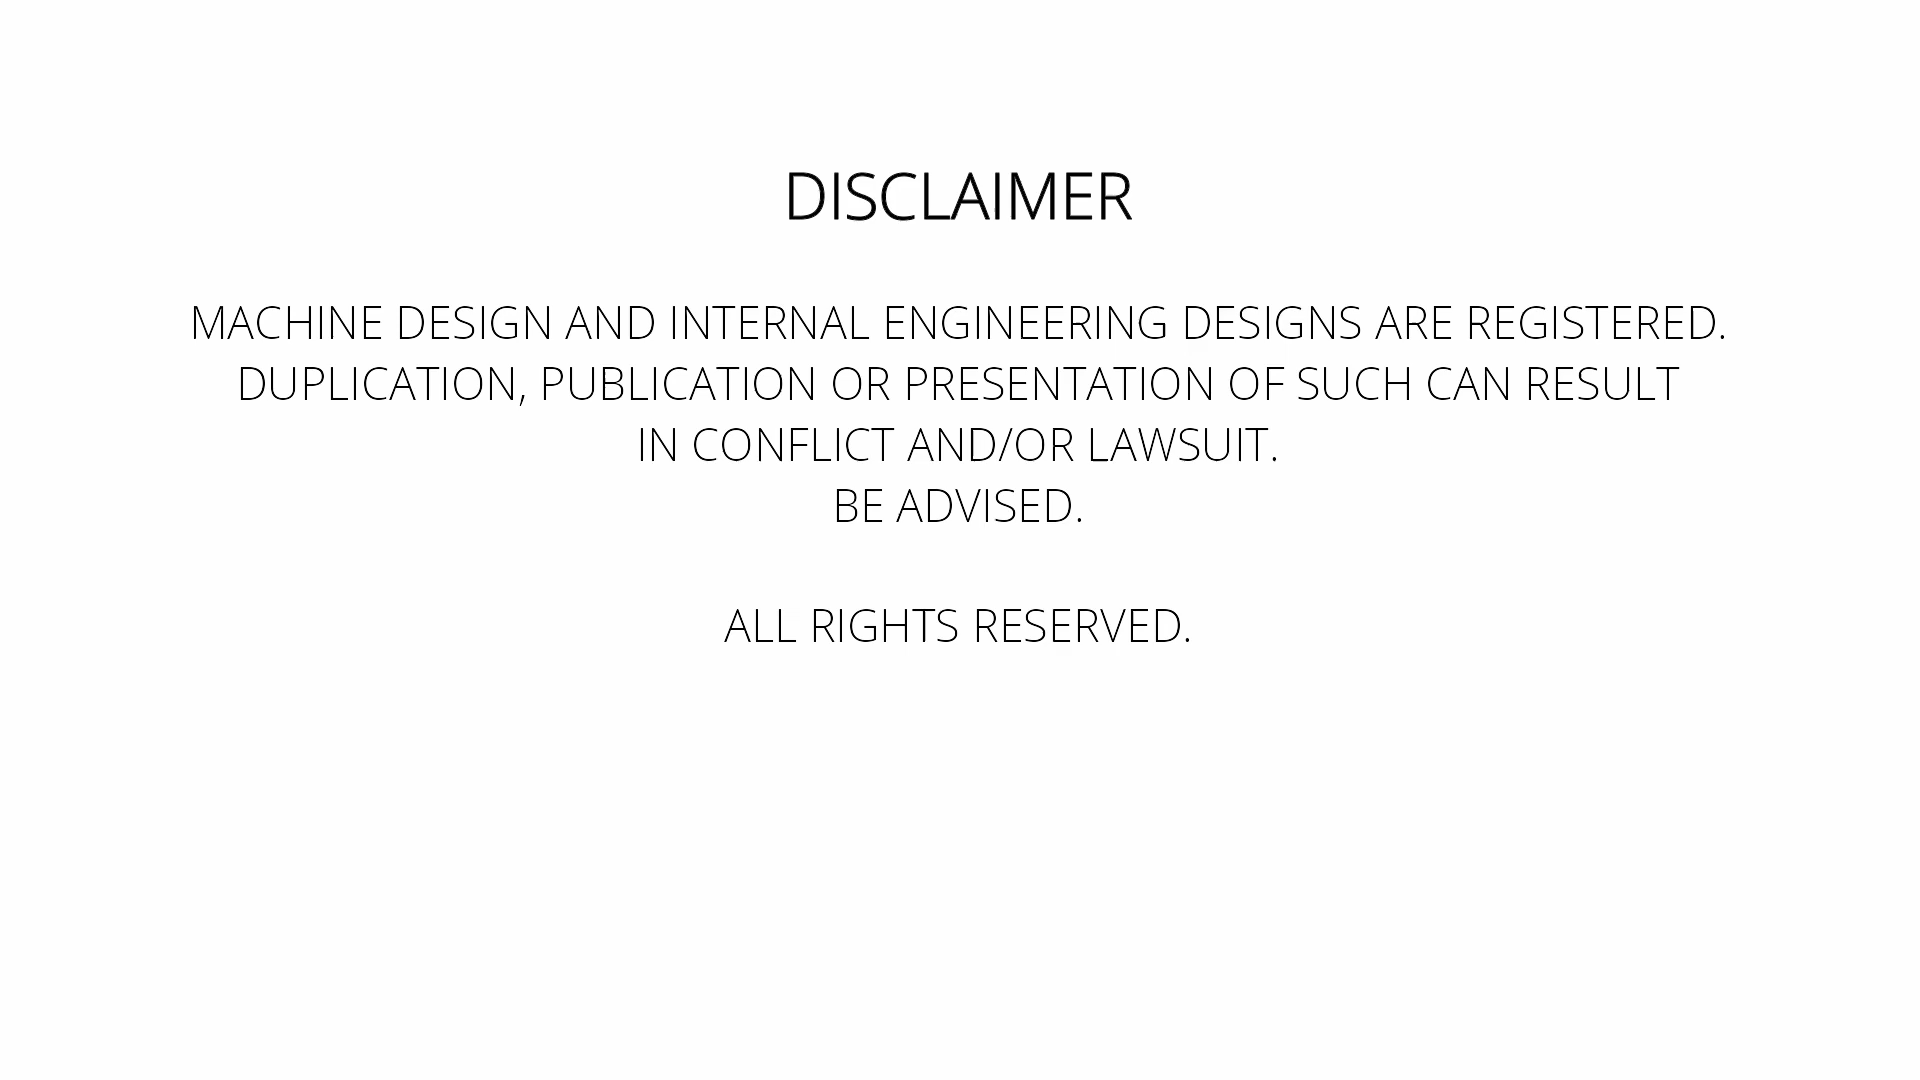 DISCLAIMER
MACHINE DESIGN AND INTERNAL ENGINEERING DESIGNS ARE REGISTERED.
DUPLICATION, PUBLICATION OR PRESENTATION OF SUCH CAN RESULT
IN CONFLICT AND/OR LAWSUIT.
BE ADVISED.
ALL RIGHTS RESERVED.